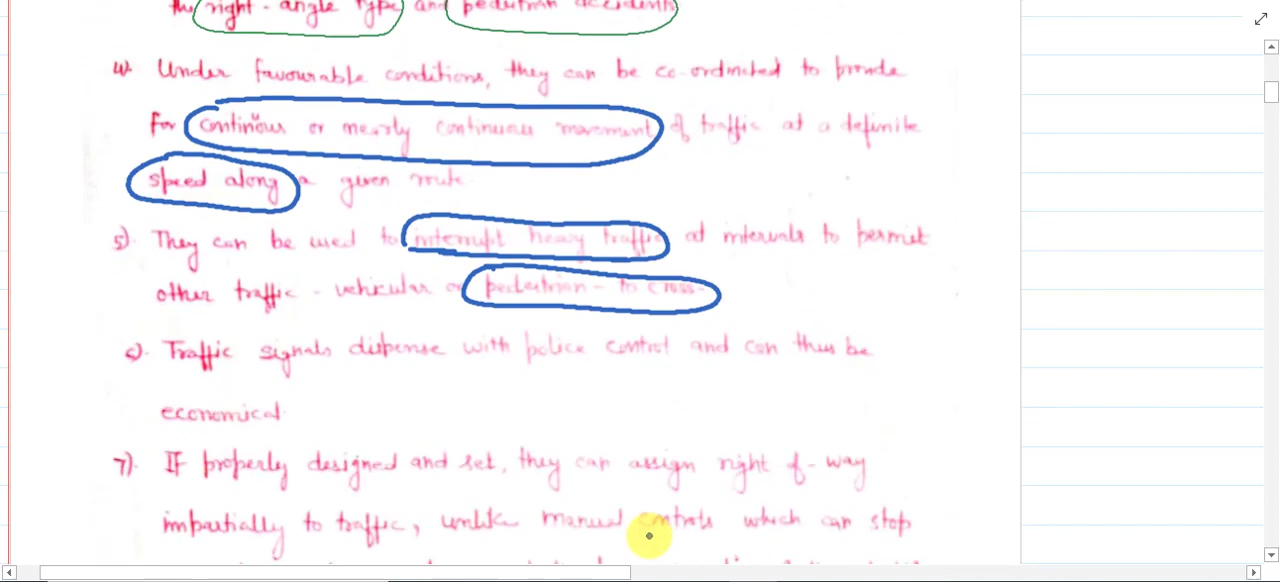 the right-angle type and pedestrian accidents
4). Under favourable conditions, they can be co-ordinated to provide
for continous or nearly continuous movement of traffic at a definite
speed along a given route
5). They can be used to interrupt heavy traffic at intervals to permit
other traffic - vehicular or pedestrian - to cross.
6). Traffic signals dispense with police control and can thus be
economical.
7). If properly designed and set, they can assign right of-way
impartially to traffic, unlike manual controls which can stop